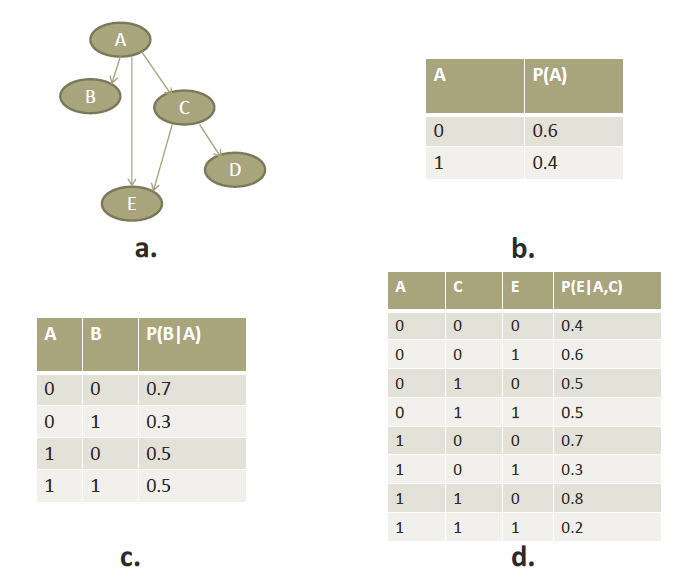 A
B
C
D
E
a.
A P(A)
0 0.6
1 0.4
b.
A B P(B|A)
0 0 0.7
0 1 0.3
1 0 0.5
1 1 0.5
c.
A C E P(E|A,C)
0 0 0 0.4
0 0 1 0.6
0 1 0 0.5
0 1 1 0.5
1 0 0 0.7
1 0 1 0.3
1 1 0 0.8
1 1 1 0.2
d.